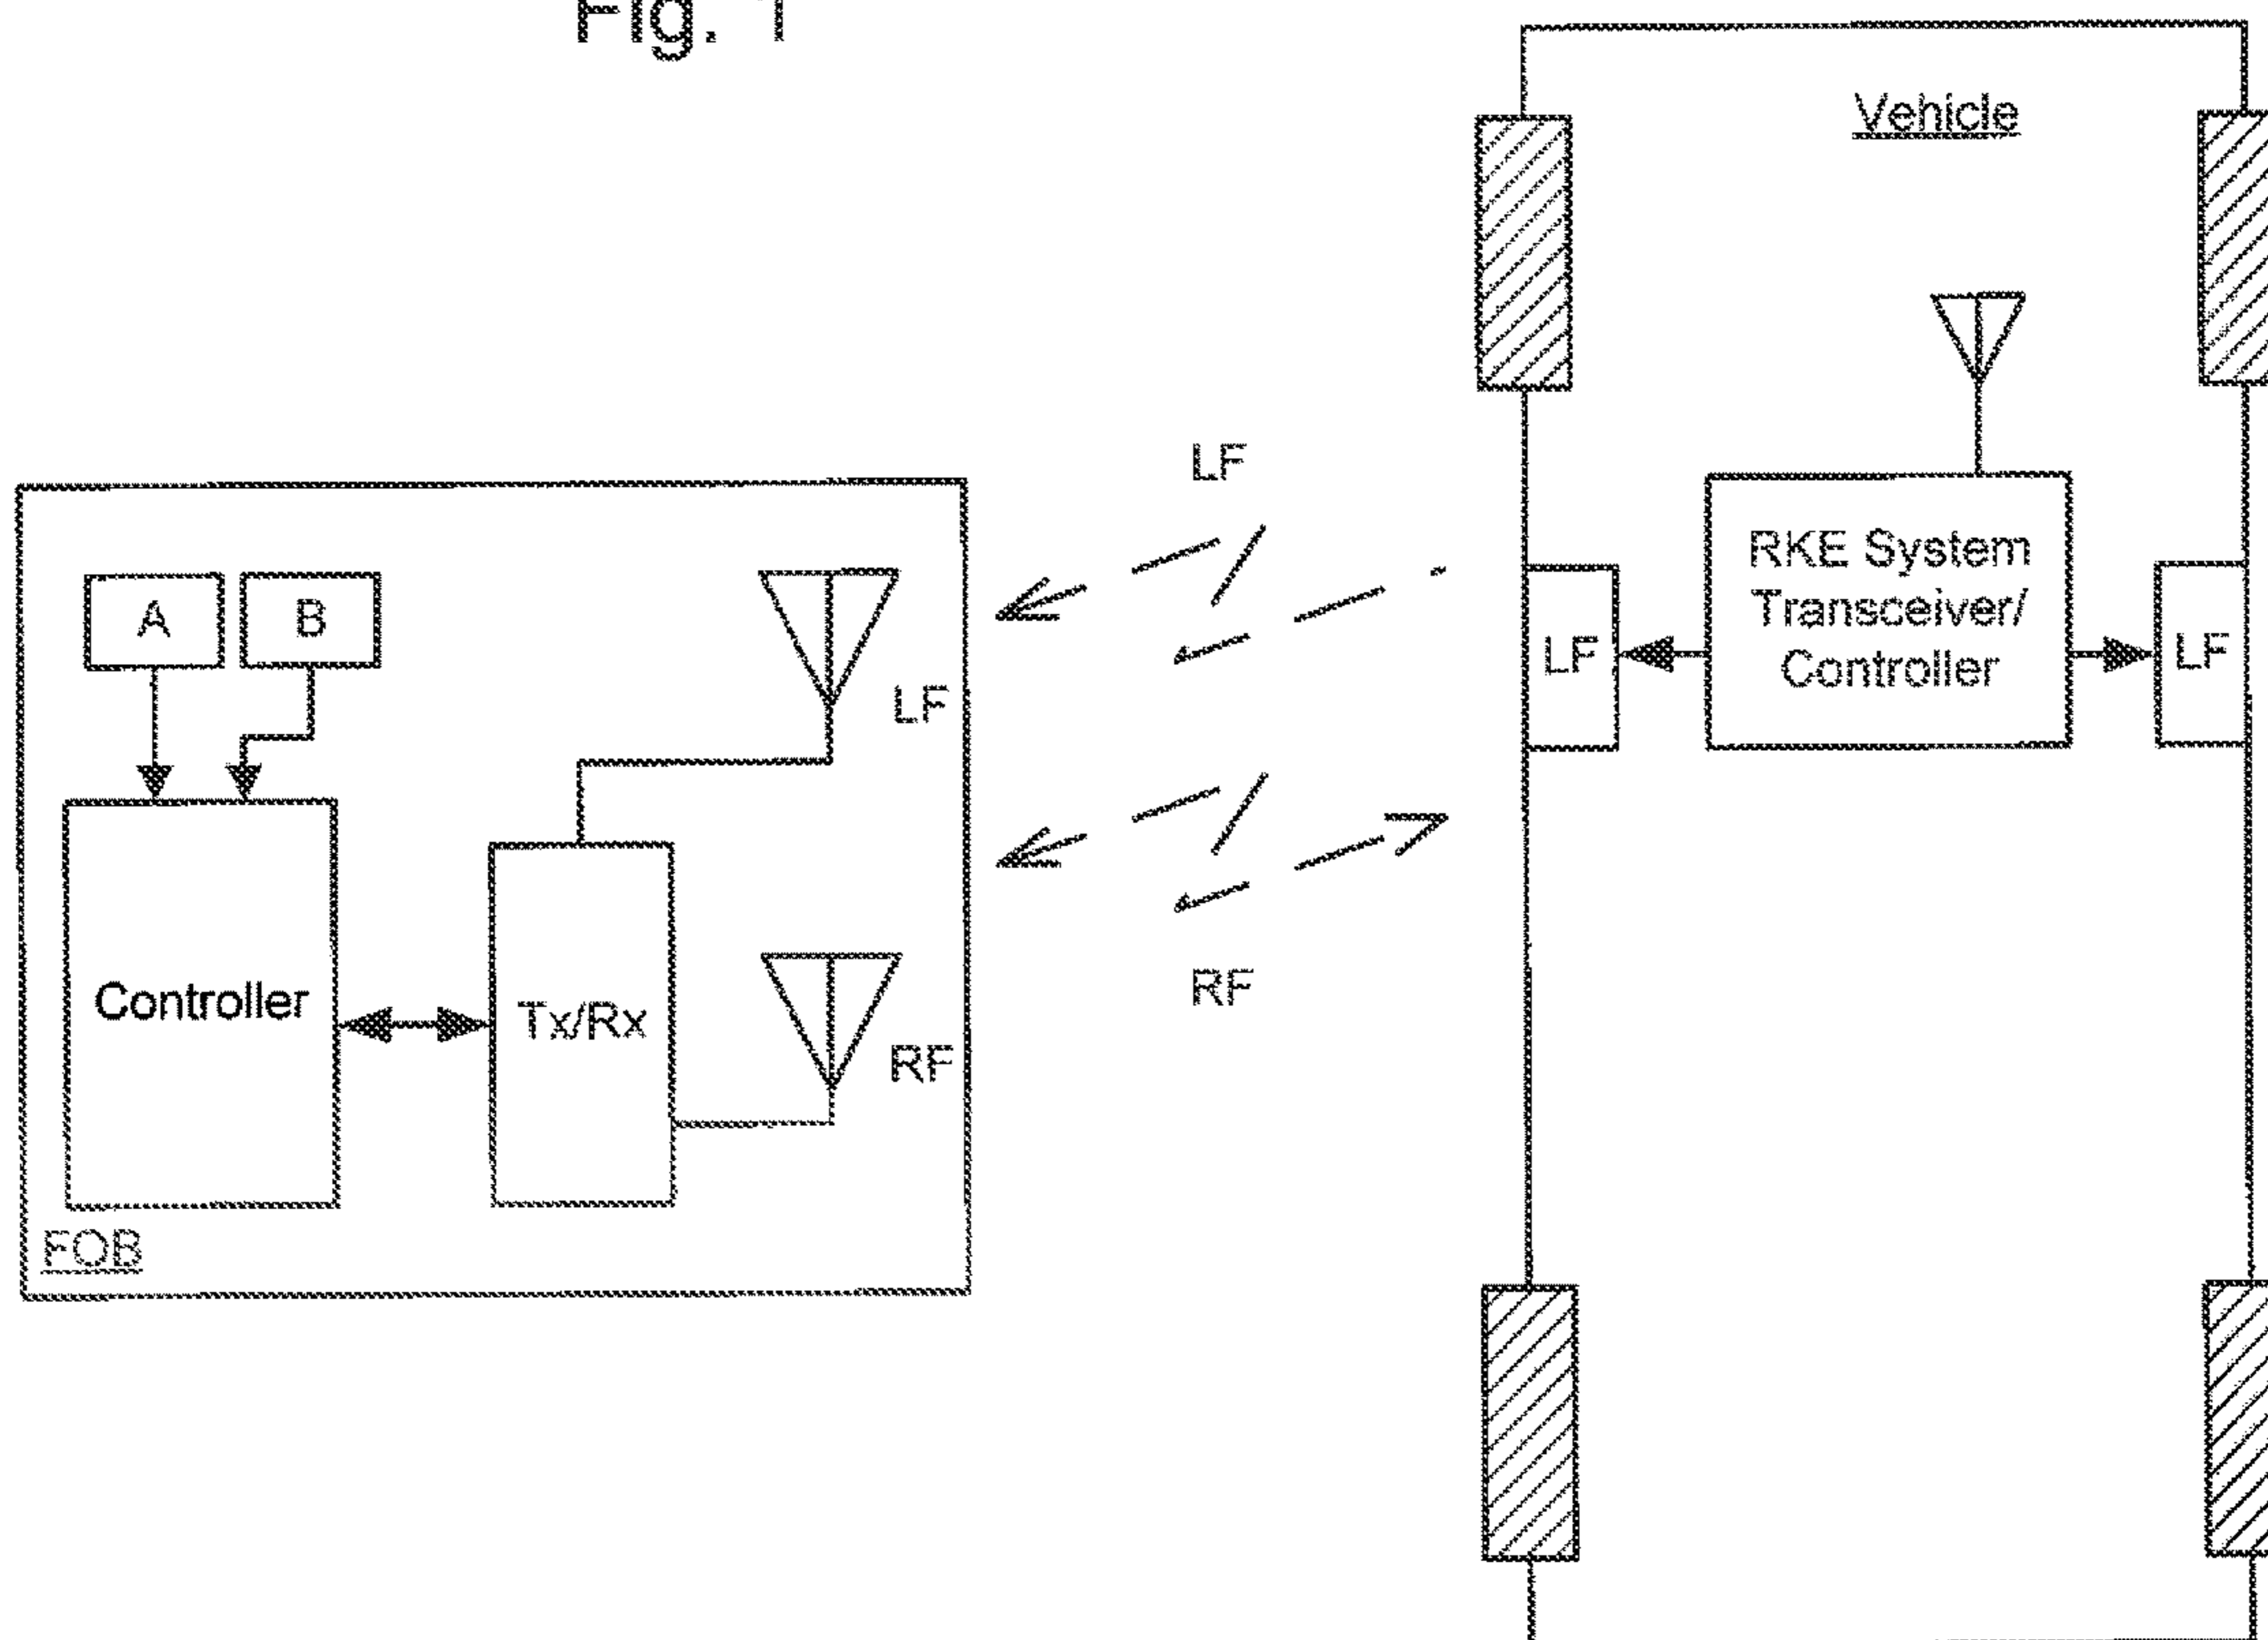 Fig. 1
Vehicle
LF
RKE System
Transceiver/
Controller
LF
LF
A
B
LF
Controller
Tx/Rx
RF
RF
FOB